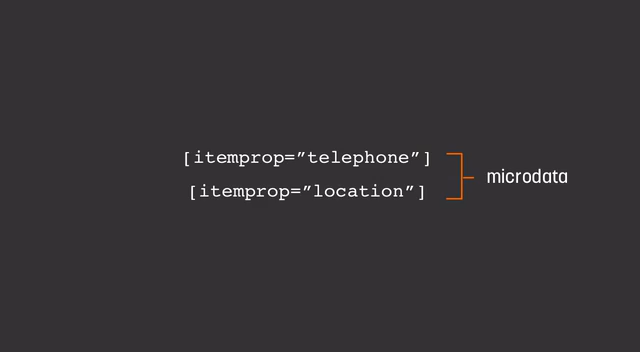 [itemprop=”telephone”]
[itemprop=”location”]
microdata